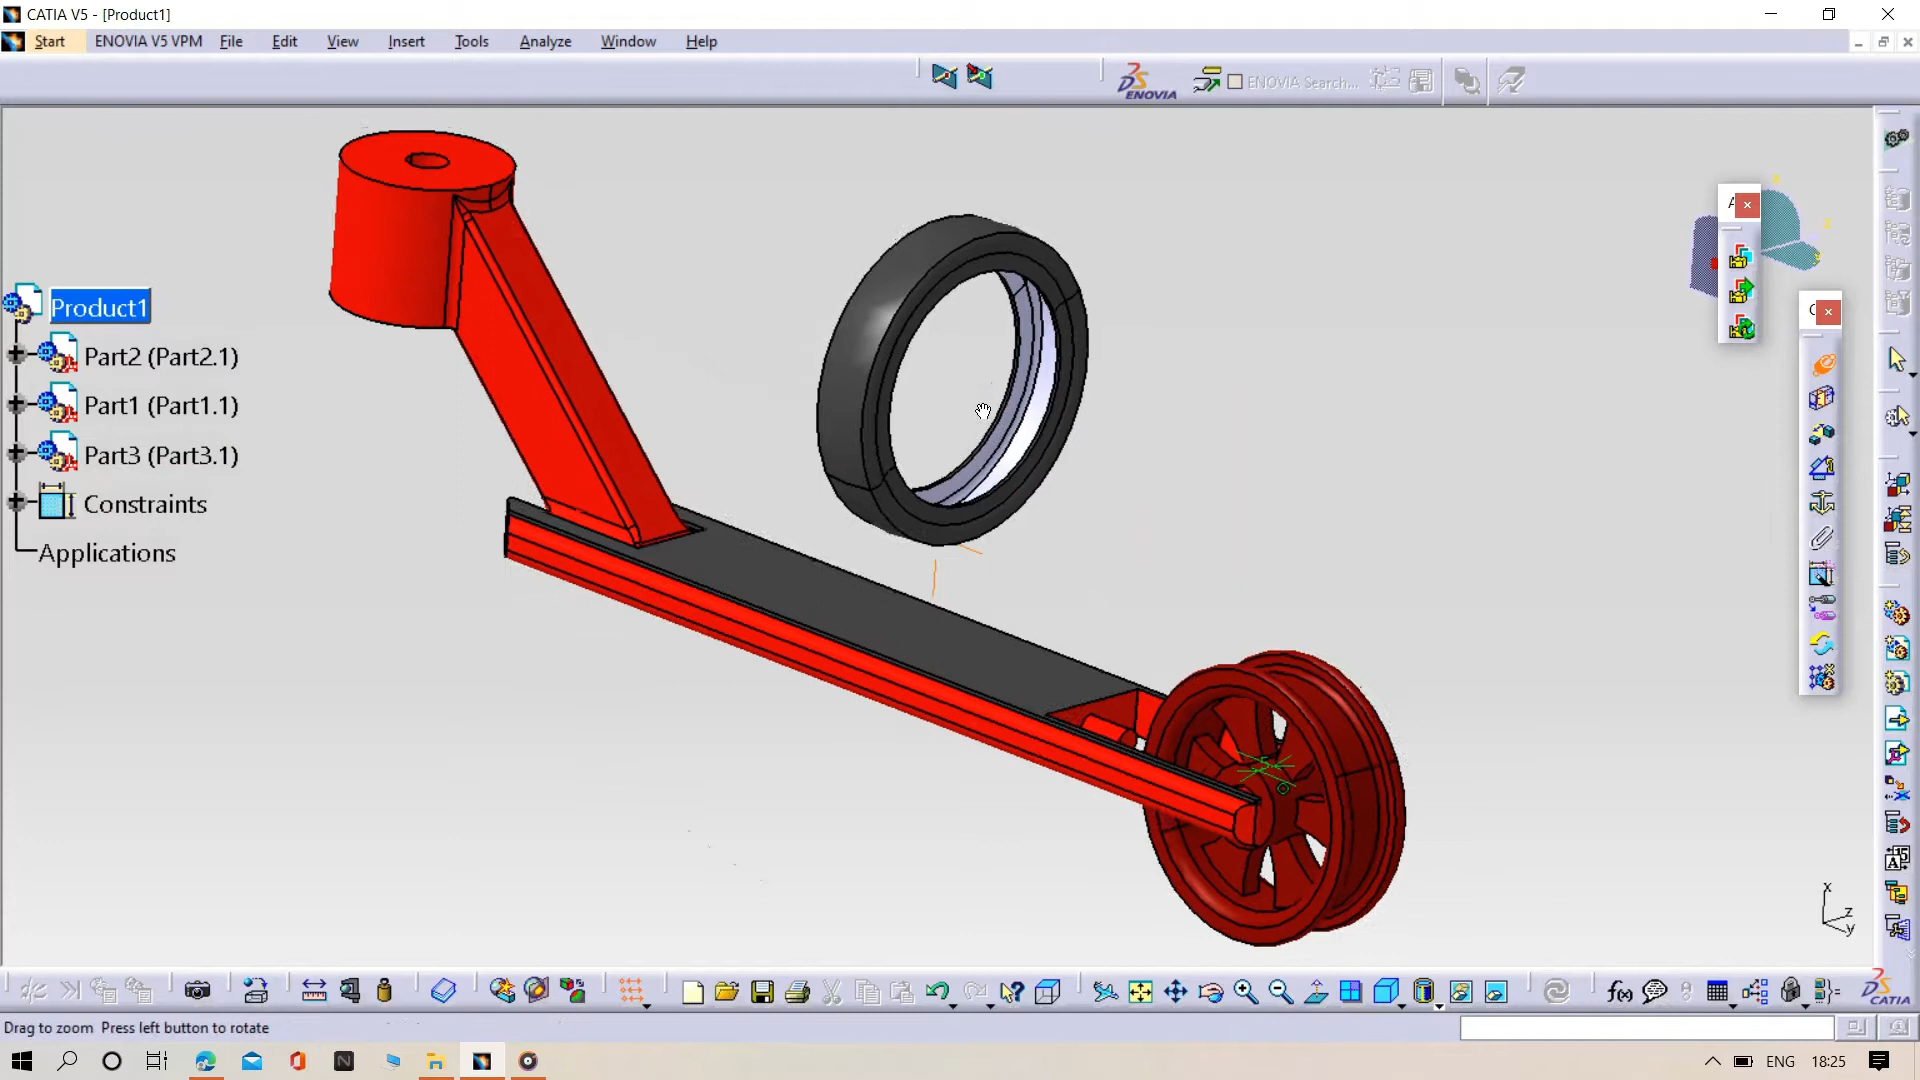 CATIA V5 - [Product1]
Start ENOVIA V5 VPM File Edit View Insert Tools Analyze Window Help
DS ENOVIA ENOVIA Search...
Product1
Part2 (Part2.1)
Part1 (Part1.1)
Part3 (Part3.1)
Constraints
Applications
x
z
y
f(x)
DS CATIA
Drag to zoom Press left button to rotate
ENG 18:25